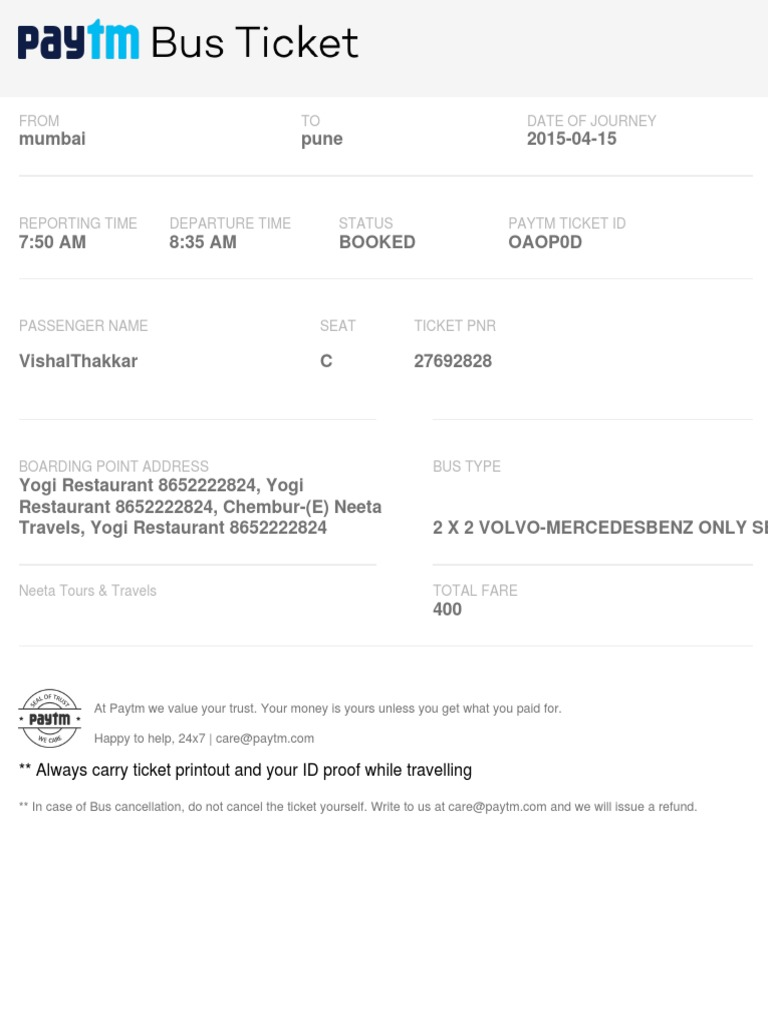 paytm Bus Ticket
FROM TO DATE OF JOURNEY
mumbai pune 2015-04-15
REPORTING TIME DEPARTURE TIME STATUS PAYTM TICKET ID
7:50 AM 8:35 AM BOOKED OAOP0D
PASSENGER NAME SEAT TICKET PNR
VishalThakkar C 27692828
BOARDING POINT ADDRESS BUS TYPE
Yogi Restaurant 8652222824, Yogi
Restaurant 8652222824, Chembur-(E) Neeta
Travels, Yogi Restaurant 8652222824 2 X 2 VOLVO-MERCEDESBENZ ONLY SE
Neeta Tours & Travels TOTAL FARE
400
SEAL OF TRUST
paytm
WE CARE
At Paytm we value your trust. Your money is yours unless you get what you paid for.
Happy to help, 24x7 | care@paytm.com
** Always carry ticket printout and your ID proof while travelling
** In case of Bus cancellation, do not cancel the ticket yourself. Write to us at care@paytm.com and we will issue a refund.